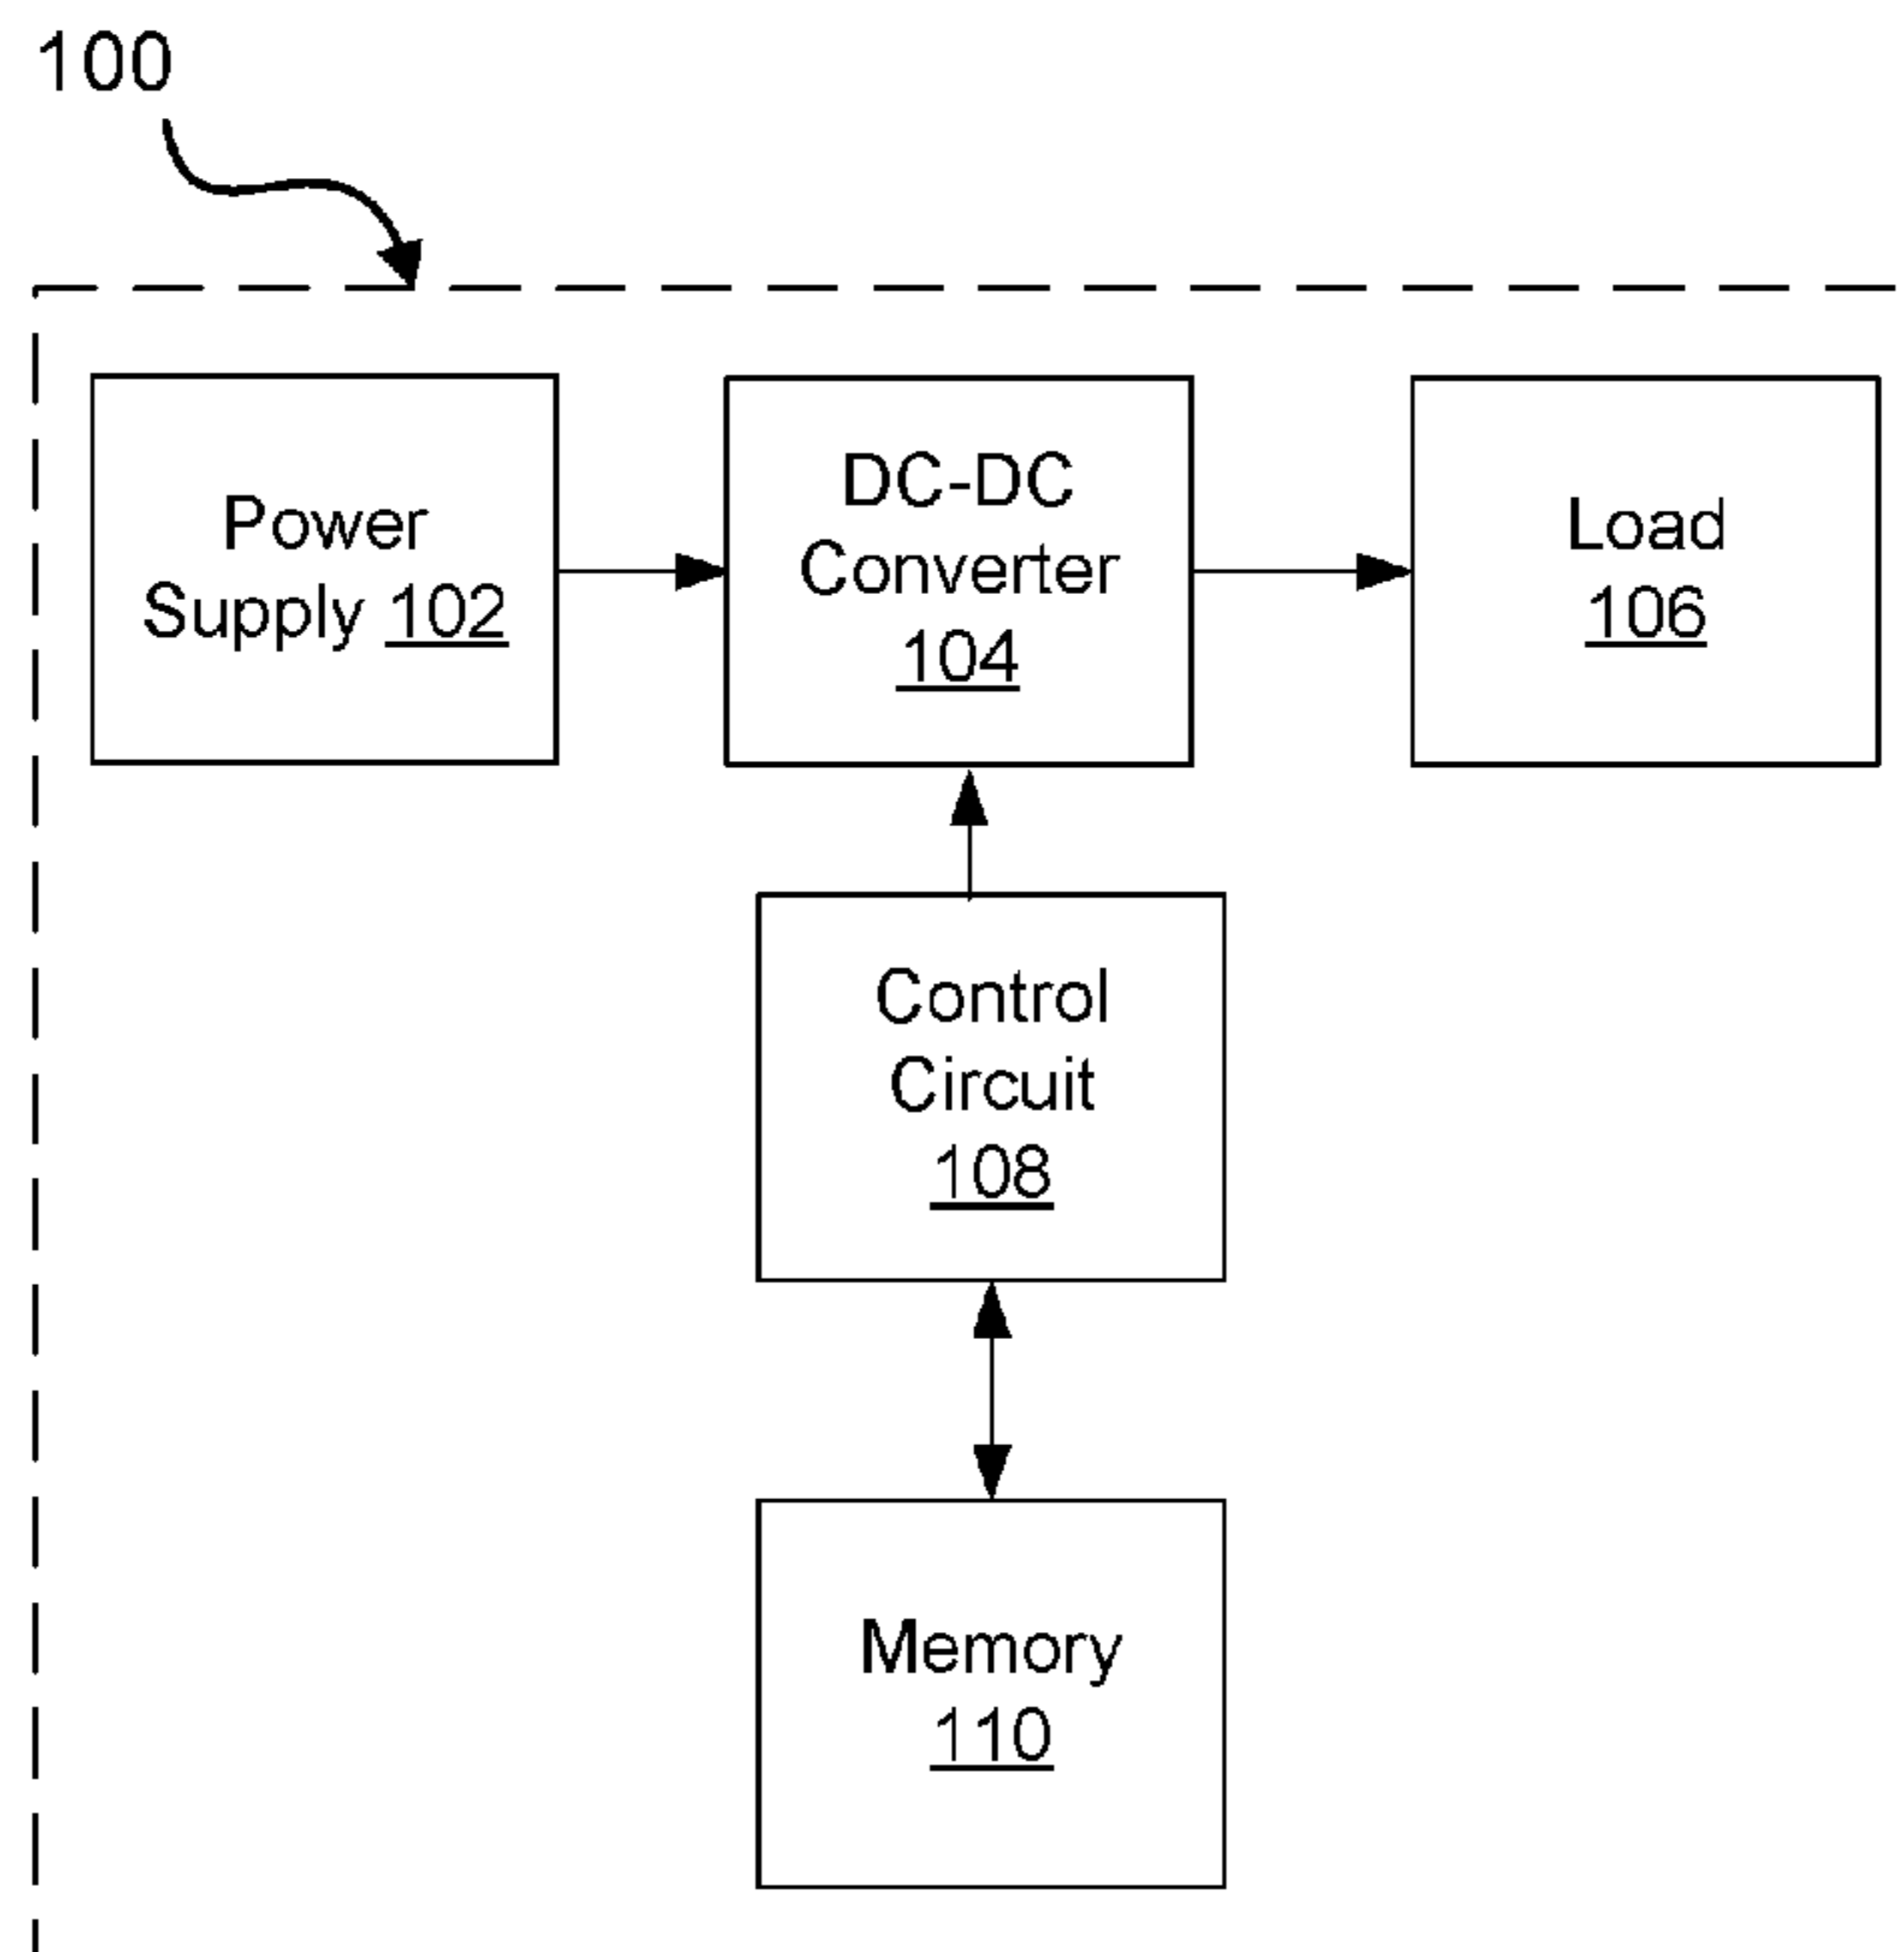 100
Power
Supply 102
DC-DC
Converter
104
Load
106
Control
Circuit
108
Memory
110